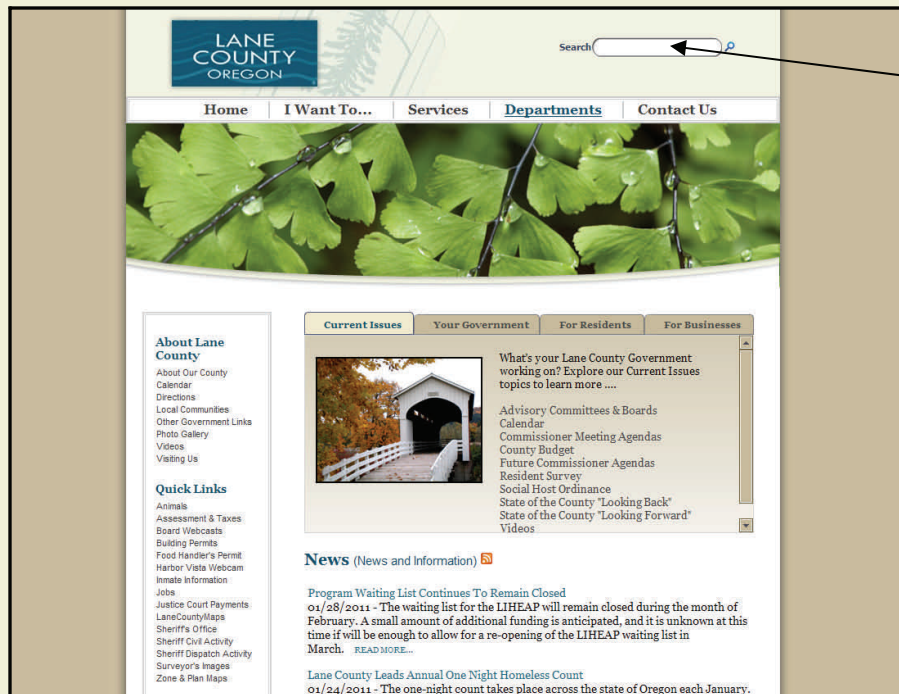 LANE
COUNTY
OREGON
Search
Home
I Want To...
Services
Departments
Contact Us
About Lane
County
About Our County
Calendar
Directions
Local Communities
Other Government Links
Photo Gallery
Videos
Visiting Us
Quick Links
Animals
Assessment & Taxes
Board Webcasts
Building Permits
Food Handler's Permit
Harbor Vista Webcam
Inmate Information
Jobs
Justice Court Payments
LaneCountyMaps
Sheriff's Office
Sheriff Civil Activity
Sheriff Dispatch Activity
Surveyor's Images
Zone & Plan Maps
Current Issues
Your Government
For Residents
For Businesses
What's your Lane County Government
working on? Explore our Current Issues
topics to learn more ....
Advisory Committees & Boards
Calendar
Commissioner Meeting Agendas
County Budget
Future Commissioner Agendas
Resident Survey
Social Host Ordinance
State of the County "Looking Back"
State of the County "Looking Forward"
Videos
News (News and Information)
Program Waiting List Continues To Remain Closed
01/28/2011 - The waiting list for the LIHEAP will remain closed during the month of
February. A small amount of additional funding is anticipated, and it is unknown at this
time if will be enough to allow for a re-opening of the LIHEAP waiting list in
March. READ MORE...
Lane County Leads Annual One Night Homeless Count
01/24/2011 - The one-night count takes place across the state of Oregon each January.